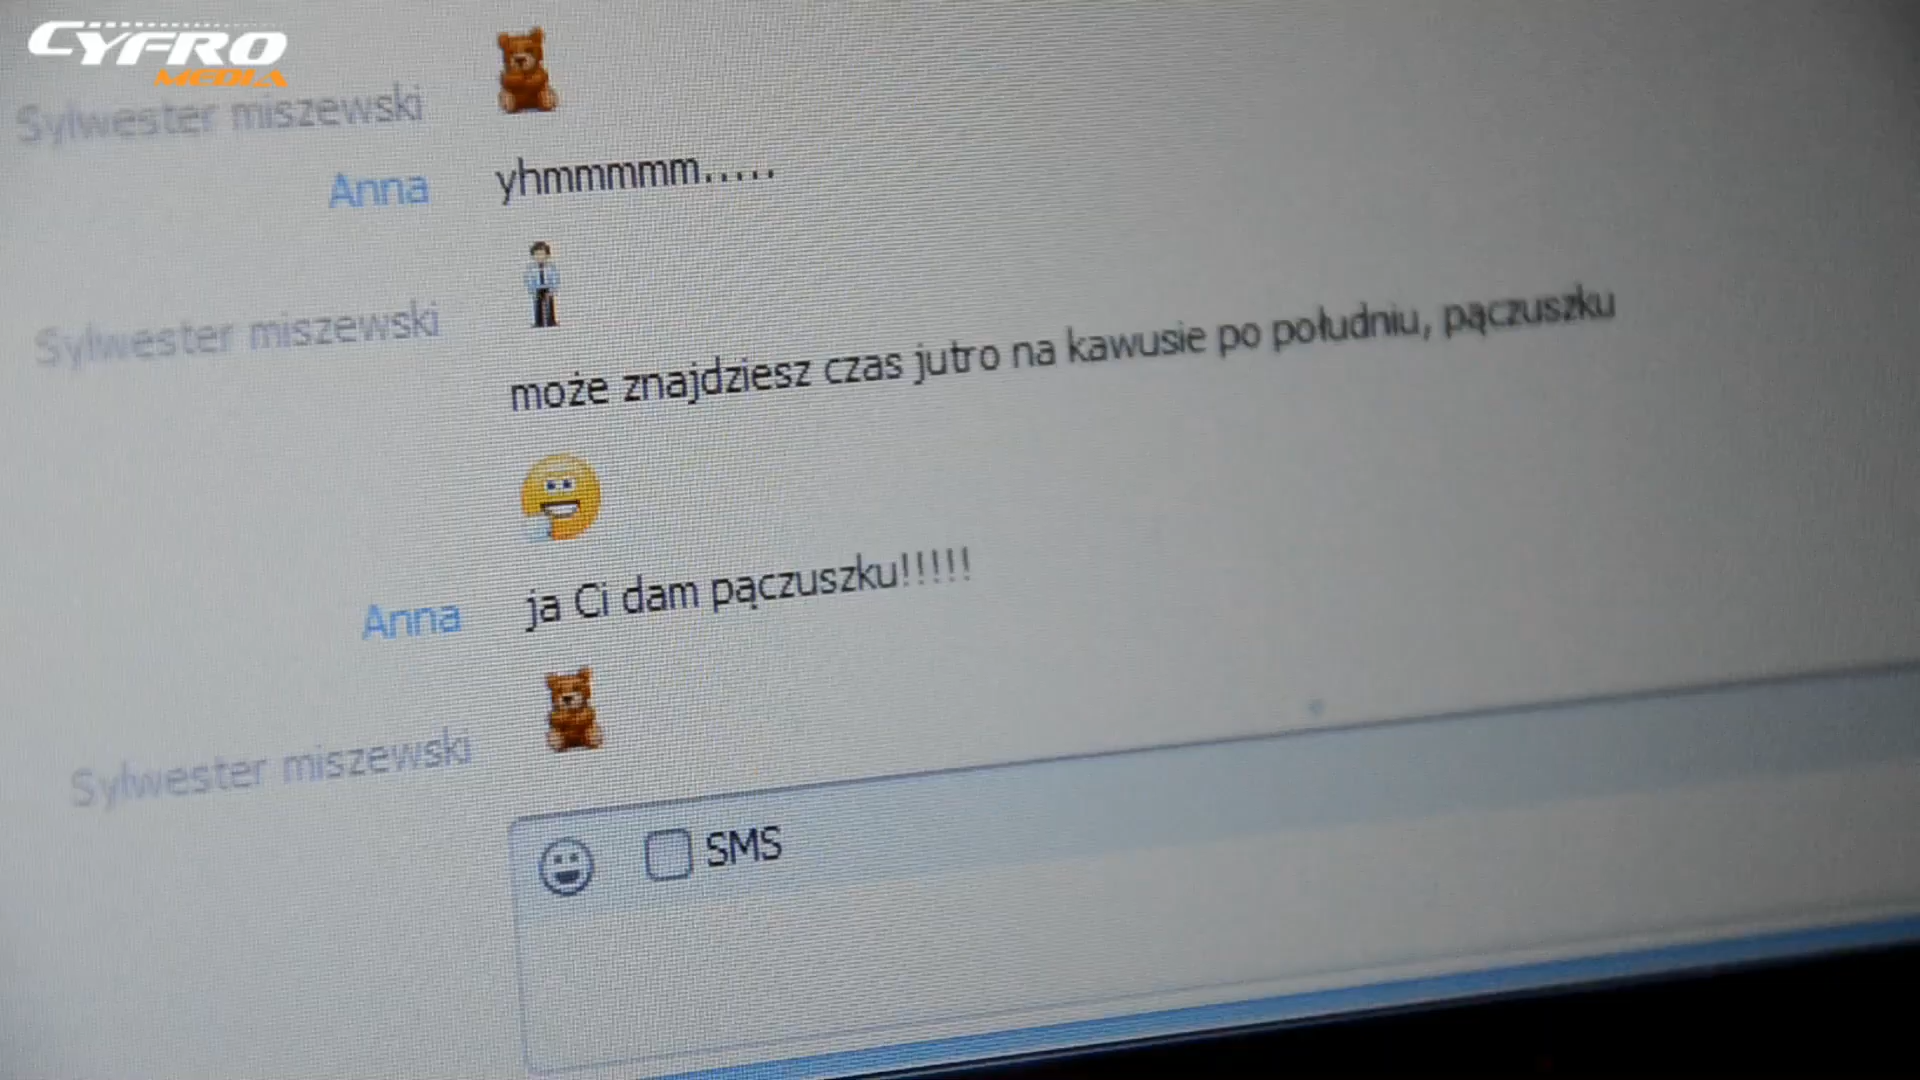 CYFRO
MEDIA
Sylwester miszewski
Anna yhmmmmm.....
Sylwester miszewski
może znajdziesz czas jutro na kawusie po południu, pączuszku
Anna ja Ci dam pączuszku!!!!!
Sylwester miszewski
SMS